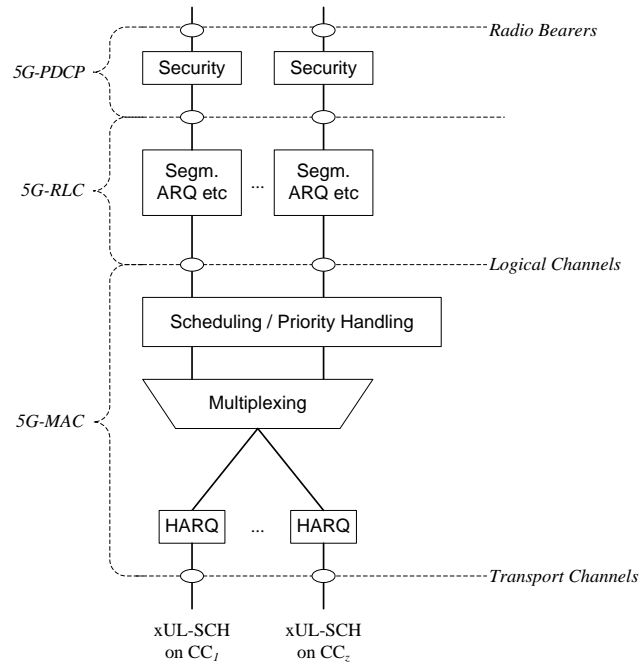 Radio Bearers
5G-PDCP
Security
Security
5G-RLC
Segm.
ARQ etc
...
Segm.
ARQ etc
Logical Channels
Scheduling / Priority Handling
5G-MAC
Multiplexing
HARQ
...
HARQ
Transport Channels
xUL-SCH
on CC1
xUL-SCH
on CCz